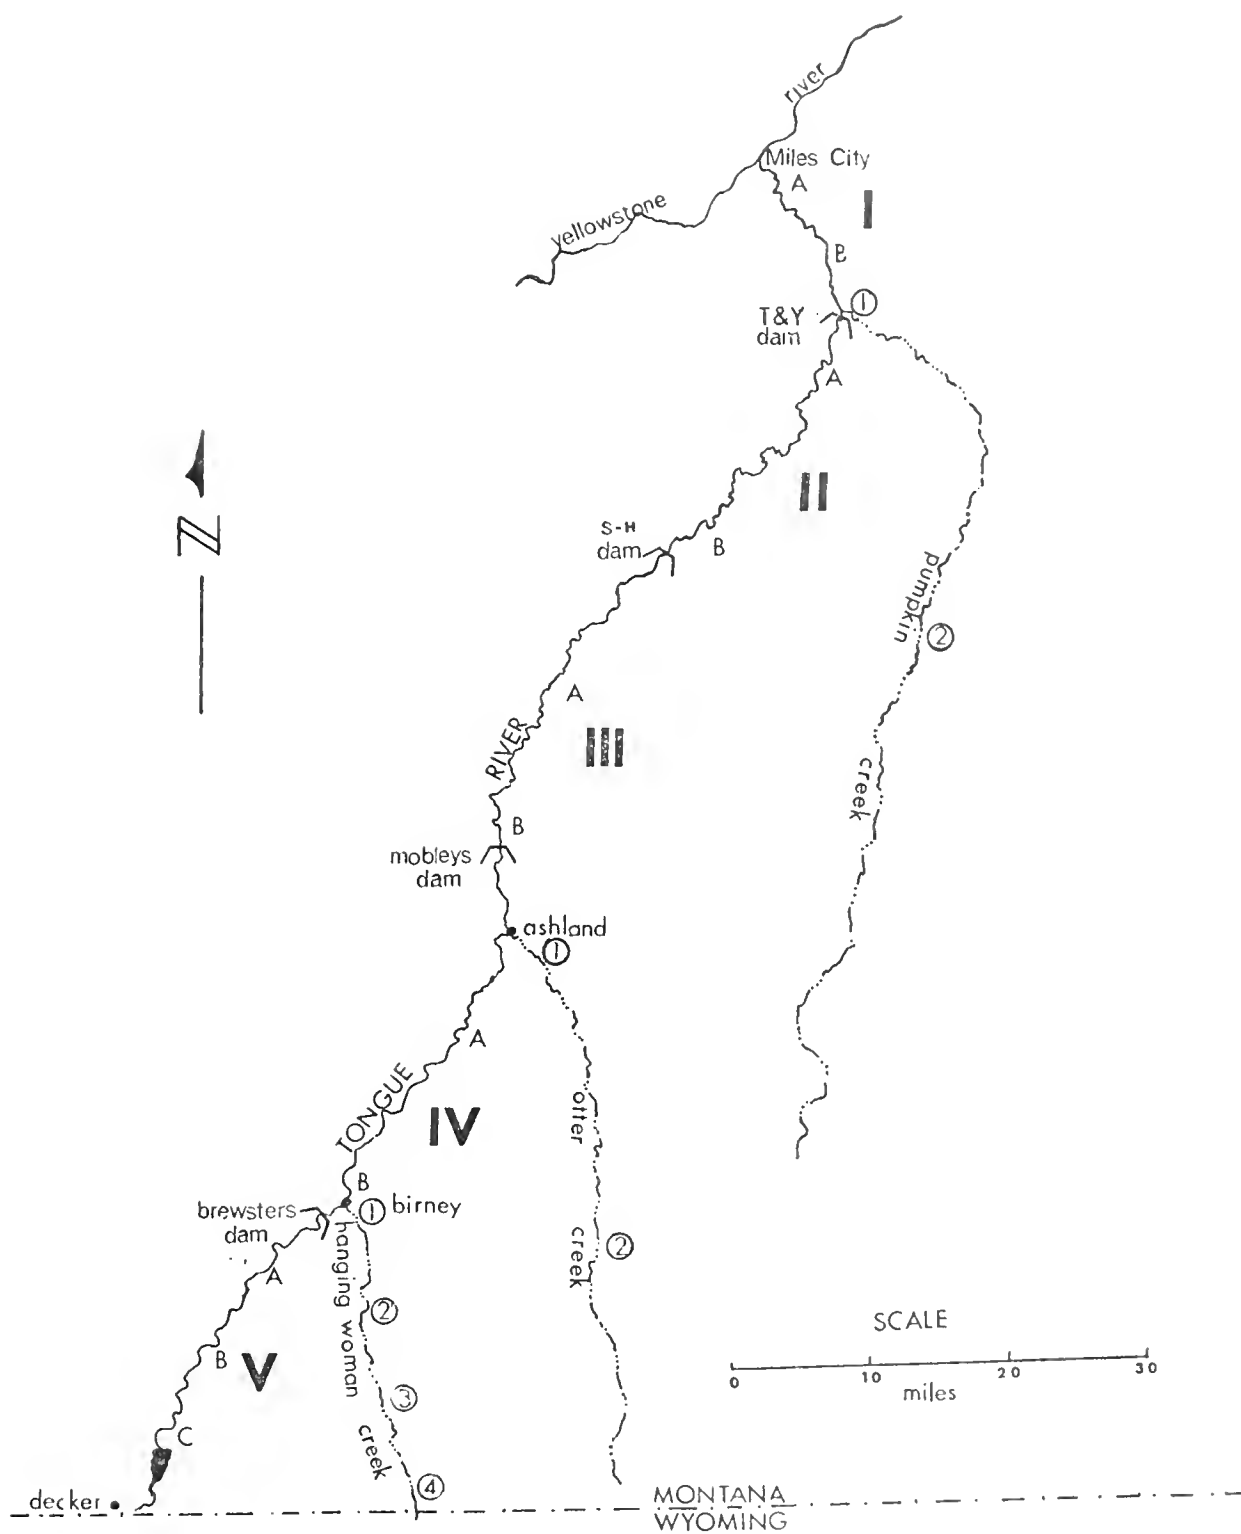 river
Miles City
A
I
yellowstone
B
1
T&Y
dam
A
II
S-H
dam
B
pumpkin
2
N
A
RIVER
III
creek
B
mobleys
dam
ashland
1
A
TONGUE
otter
IV
B
birney
1
brewsters
dam
hanging woman
creek
2
A
creek
2
SCALE
B
V
0 10 20 30
miles
3
C
4
decker
MONTANA
WYOMING